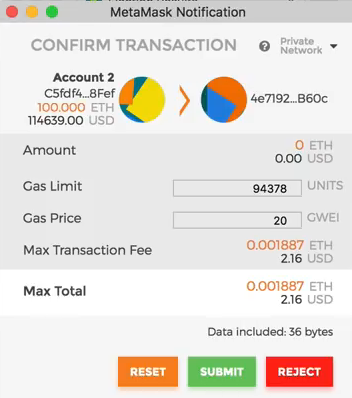 MetaMask Notification
CONFIRM TRANSACTION
? Private
Network
Account 2
C5fdf4...8Fef
100.000 ETH
114639.00 USD
4e7192...B60c
Amount 0 ETH
0.00 USD
Gas Limit 94378 UNITS
Gas Price 20 GWEI
Max Transaction Fee 0.001887 ETH
2.16 USD
Max Total 0.001887 ETH
2.16 USD
Data included: 36 bytes
RESET SUBMIT REJECT